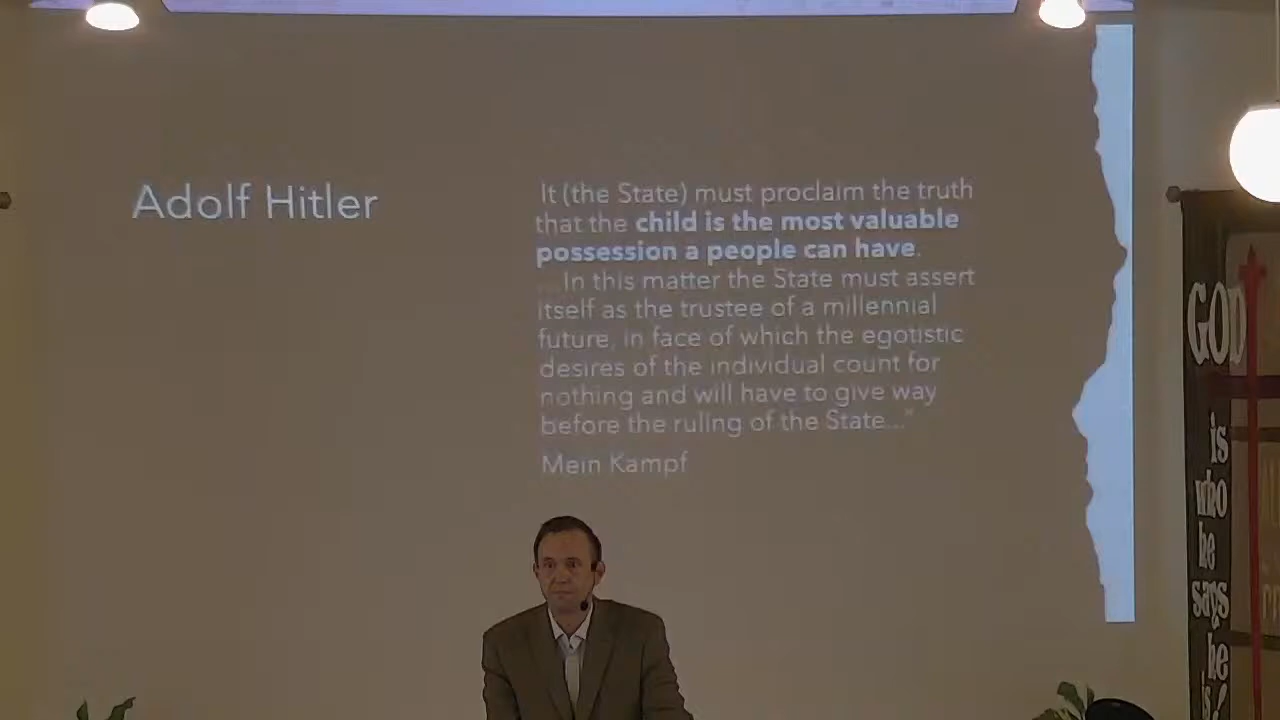 Adolf Hitler
It (the State) must proclaim the truth
that the child is the most valuable
possession a people can have.
...In this matter the State must assert
itself as the trustee of a millennial
future, in face of which the egotistic
desires of the individual count for
nothing and will have to give way
before the ruling of the State..."
Mein Kampf
GOD
is
who
he
says
he
is!